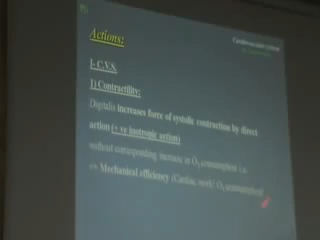 Cardiovascular system
Actions:
I- C.V.S.
1) Contractility:
Digitalis increases force of systolic contraction by direct
action (+ ve inotropic action)
without corresponding increase in O2 consumption i.e.
Mechanical efficiency (Cardiac work/ O2 consumption)